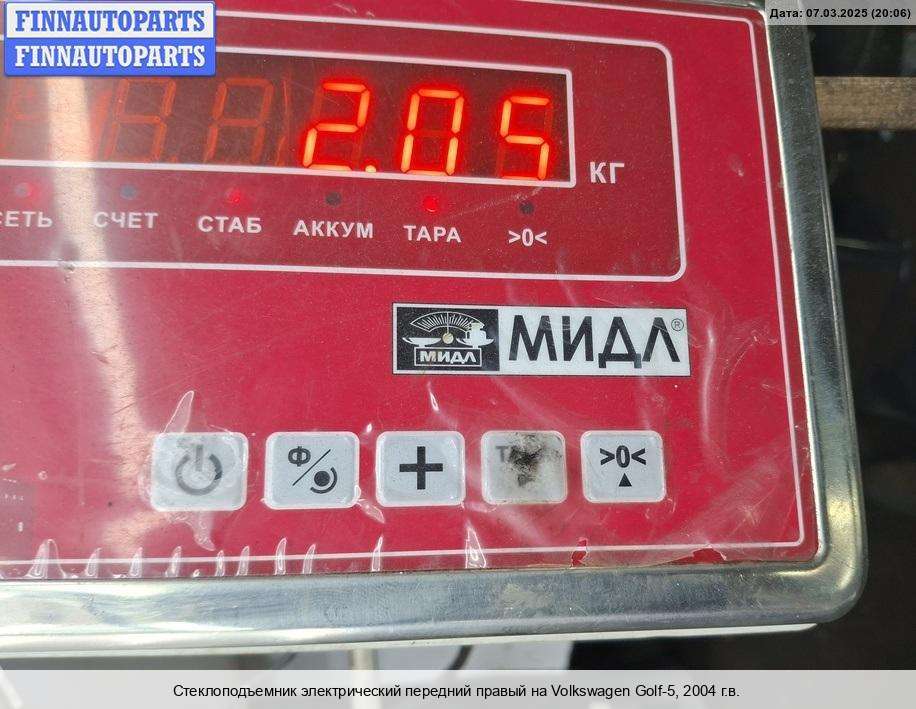 FINNAUTOPARTS
FINNAUTOPARTS
Дата: 07.03.2025 (20:06)
2.05
КГ
СЕТЬ СЧЕТ СТАБ АККУМ ТАРА >0<
МИДЛ МИДЛ®
Ф >0<
Стеклоподъемник электрический передний правый на Volkswagen Golf-5, 2004 г.в.